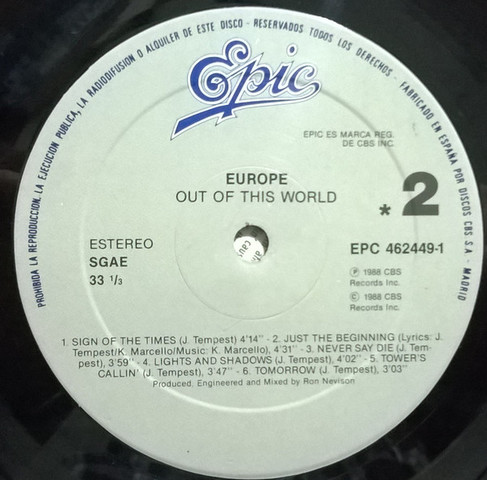 PROHIBIDA LA REPRODUCCION, LA EJECUCION PUBLICA, LA RADIODIFUSION O ALQUILER DE ESTE DISCO - RESERVADOS TODOS LOS DERECHOS - FABRICADO EN ESPAÑA POR DISCOS CBS S.A. - MADRID
Epic
EPIC ES MARCA REG.
DE CBS INC.
EUROPE
OUT OF THIS WORLD
* 2
ESTEREO
SGAE
33 1/3
EPC 462449-1
Ⓟ 1988 CBS
Records Inc.
© 1988 CBS
Records Inc.
1. SIGN OF THE TIMES (J. Tempest) 4'14'' - 2. JUST THE BEGINNING (Lyrics: J.
Tempest/K. Marcello/Music: K. Marcello), 4'31'' - 3. NEVER SAY DIE (J. Tem-
pest), 3'59'' - 4. LIGHTS AND SHADOWS (J. Tempest), 4'02'' - 5. TOWER'S
CALLIN' (J. Tempest), 3'47'' - 6. TOMORROW (J. Tempest), 3'03''
Produced, Engineered and Mixed by Ron Nevison